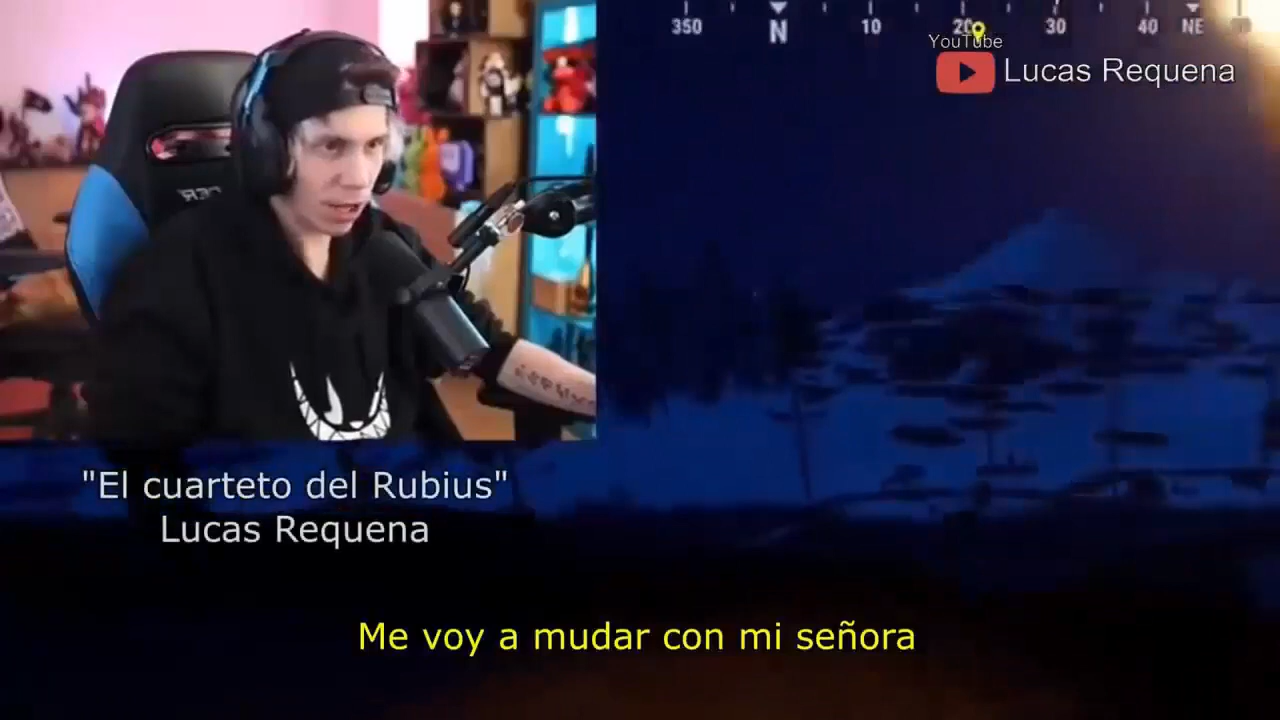 350 N 10 20 30 40 NE
YouTube
Lucas Requena
"El cuarteto del Rubius"
Lucas Requena
Me voy a mudar con mi señora